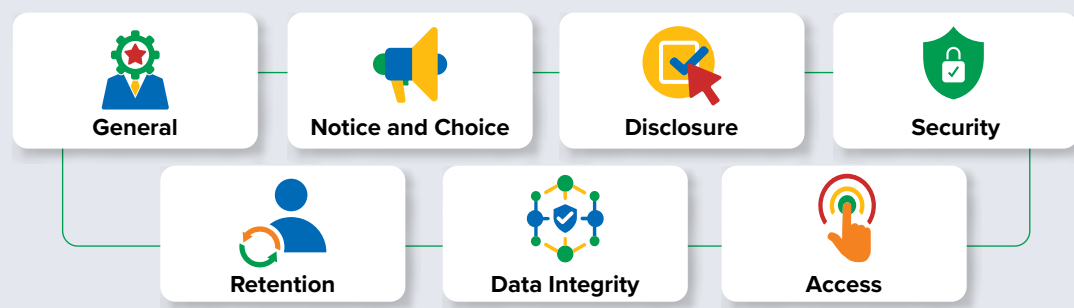 General
Notice and Choice
Disclosure
Security
Retention
Data Integrity
Access